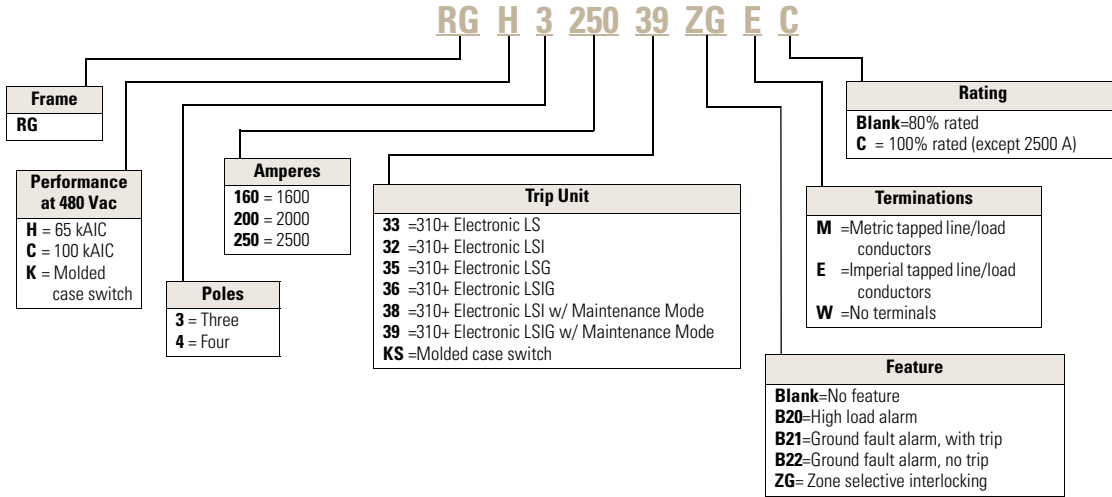 RG H 3 250 39 ZG E C
Frame
RG
Performance
at 480 Vac
H = 65 kAIC
C = 100 kAIC
K = Molded
case switch
Poles
3 = Three
4 = Four
Amperes
160 = 1600
200 = 2000
250 = 2500
Trip Unit
33 =310+ Electronic LS
32 =310+ Electronic LSI
35 =310+ Electronic LSG
36 =310+ Electronic LSIG
38 =310+ Electronic LSI w/ Maintenance Mode
39 =310+ Electronic LSIG w/ Maintenance Mode
KS =Molded case switch
Rating
Blank=80% rated
C = 100% rated (except 2500 A)
Terminations
M =Metric tapped line/load
conductors
E =Imperial tapped line/load
conductors
W =No terminals
Feature
Blank=No feature
B20=High load alarm
B21=Ground fault alarm, with trip
B22=Ground fault alarm, no trip
ZG= Zone selective interlocking